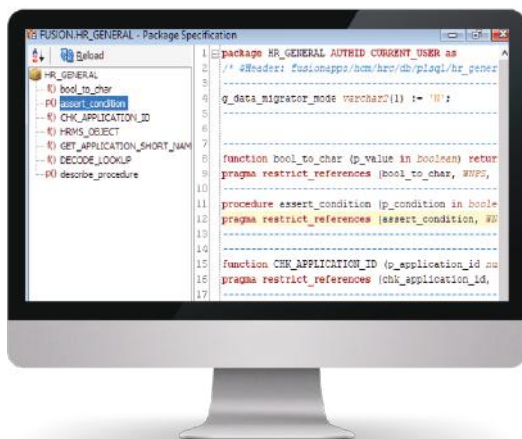 FUSION.HR_GENERAL - Package Specification
Reload
HR_GENERAL
f() bool_to_char
P() assert_condition
f() CHK_APPLICATION_ID
f() HRMS_OBJECT
f() GET_APPLICATION_SHORT_NAM
f() DECODE_LOOKUP
P() describe_procedure
1 package HR_GENERAL AUTHID CURRENT_USER as
2 /* #Header: fusionapps/hcm/hrc/db/plsql/hr_gener
3
4 g_data_migrator_mode varchar2(1) := 'N';
5
6
7
8 function bool_to_char (p_value in boolean) retur
9 pragma restrict_references (bool_to_char, WNPS,
10
11 procedure assert_condition (p_condition in boole
12 pragma restrict_references (assert_condition, WN
13
14
15 function CHK_APPLICATION_ID (p_application_id nu
16 pragma restrict_references (chk_application_id,
17